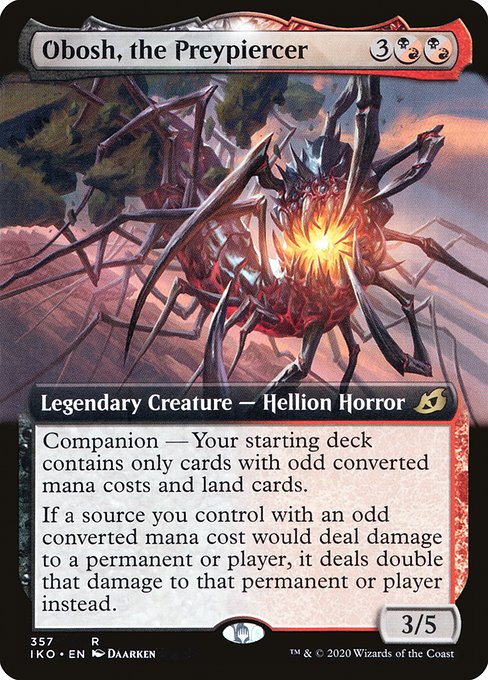 Obosh, the Preypiercer 3
Legendary Creature — Hellion Horror
Companion — Your starting deck
contains only cards with odd converted
mana costs and land cards.
If a source you control with an odd
converted mana cost would deal damage
to a permanent or player, it deals double
that damage to that permanent or player
instead.
3/5
357 R
IKO • EN DAARKEN
™ & © 2020 Wizards of the Coast